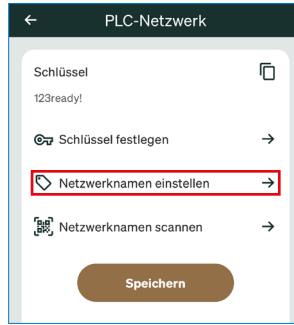 PLC-Netzwerk
Schlüssel
123ready!
Schlüssel festlegen
Netzwerknamen einstellen
Netzwerknamen scannen
Speichern